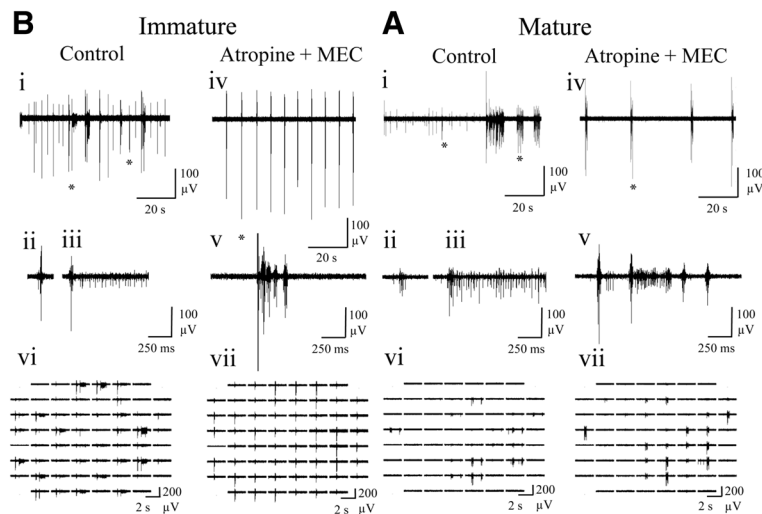 B Immature
Control Atropine + MEC
i iv
* *
100 µV
20 s
*
100 µV
20 s
ii iii v
100 µV
250 ms
100 µV
250 ms
vi vii
200 µV
2 s
200 µV
2 s
A Mature
Control Atropine + MEC
i iv
* *
100 µV
20 s
*
100 µV
20 s
ii iii v
100 µV
250 ms
100 µV
250 ms
vi vii
200 µV
2 s
200 µV
2 s